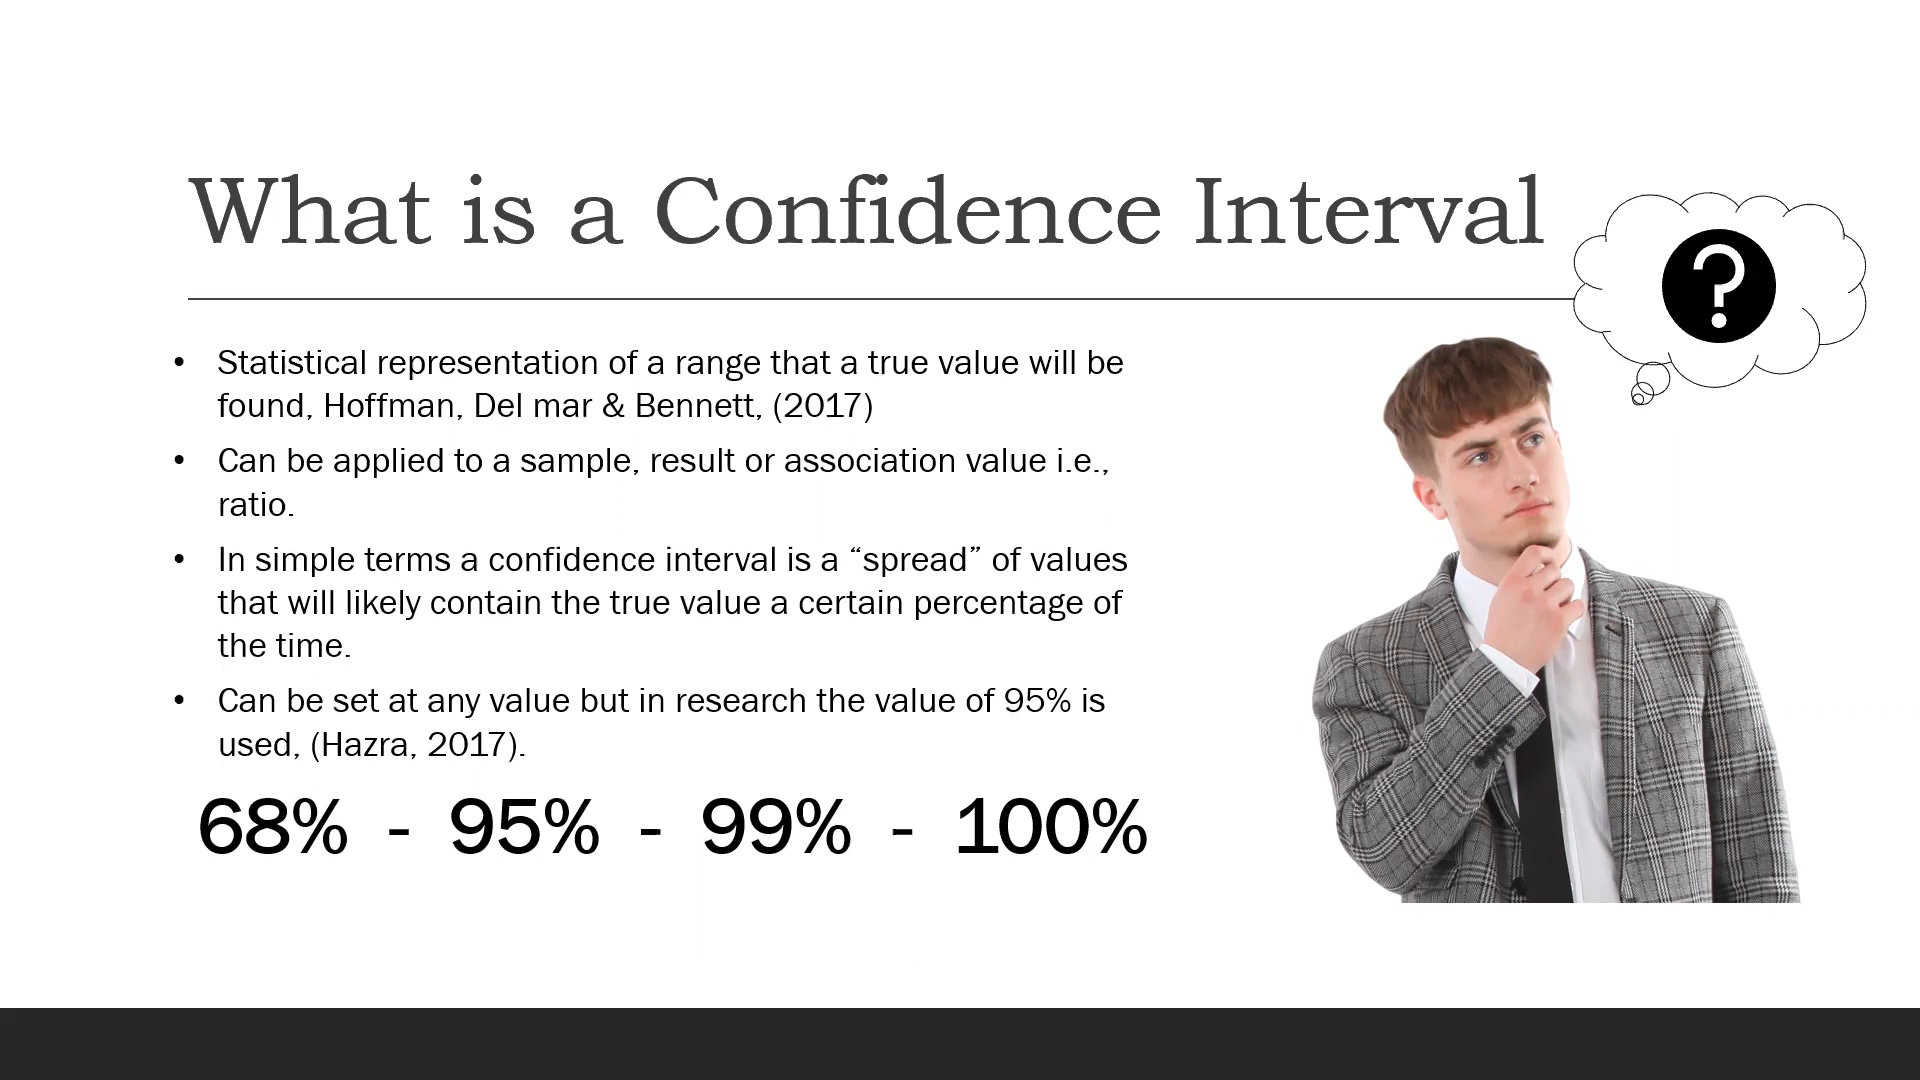 What is a Confidence Interval
?
• Statistical representation of a range that a true value will be
found, Hoffman, Del mar & Bennett, (2017)
• Can be applied to a sample, result or association value i.e.,
ratio.
• In simple terms a confidence interval is a “spread” of values
that will likely contain the true value a certain percentage of
the time.
• Can be set at any value but in research the value of 95% is
used, (Hazra, 2017).
68% - 95% - 99% - 100%